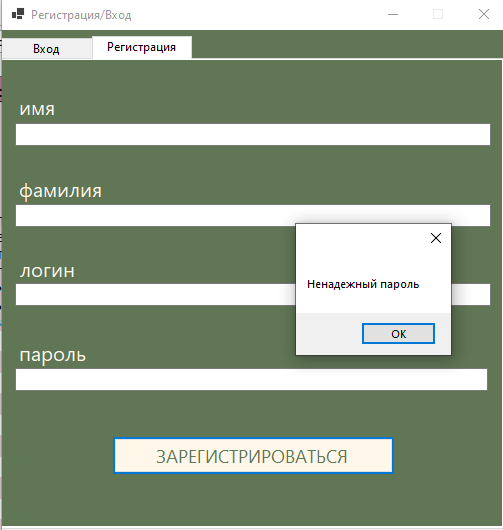 Регистрация/Вход
Вход
Регистрация
имя
фамилия
логин
Ненадежный пароль
OK
пароль
ЗАРЕГИСТРИРОВАТЬСЯ